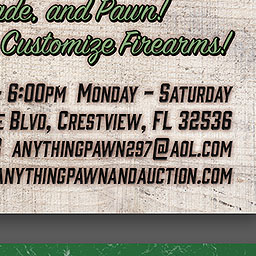 ade, and Pawn!
Customize Firearms!
6:00pm Monday - Saturday
e Blvd, Crestview, FL 32536
anythingpawn297@aol.com
anythingpawnandauction.com